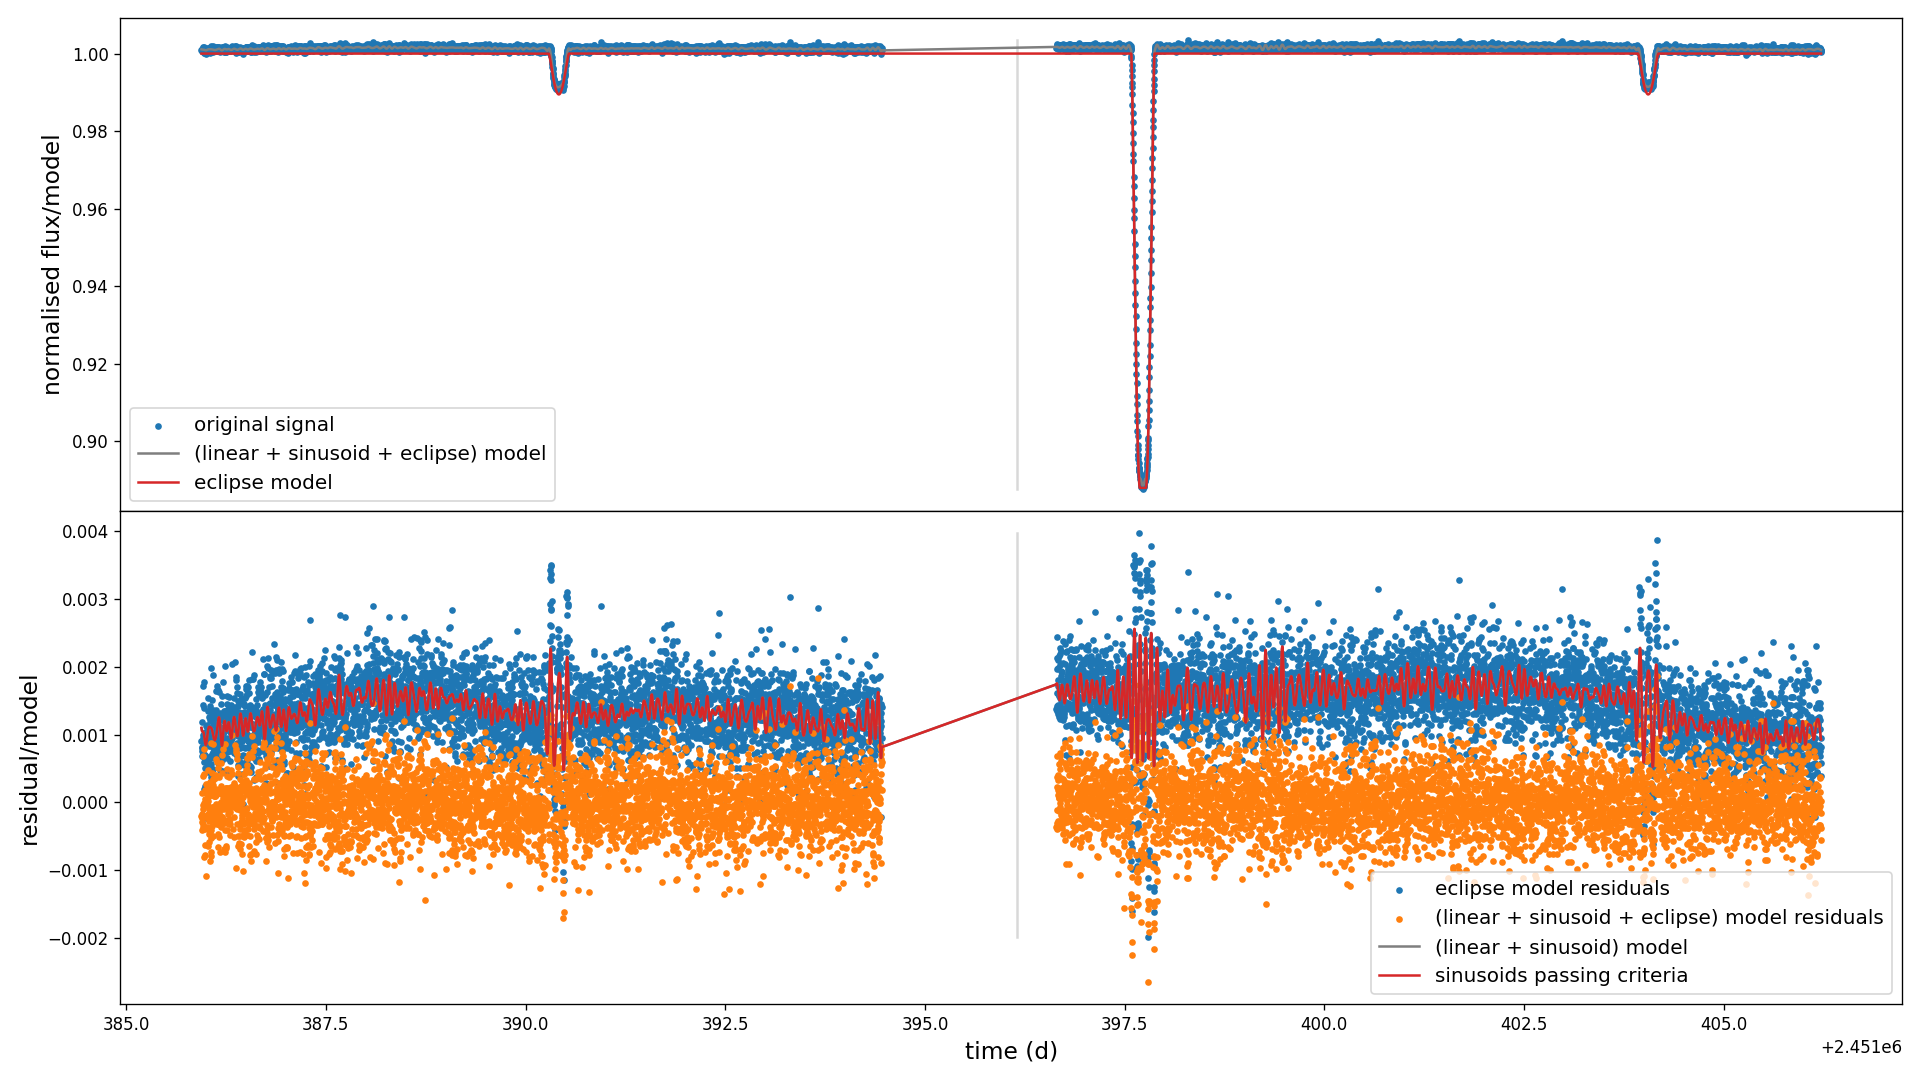 1.00
0.98
0.96
0.94
0.92
0.90
normalised flux/model
original signal
(linear + sinusoid + eclipse) model
eclipse model
0.004
0.003
0.002
0.001
0.000
−0.001
−0.002
residual/model
eclipse model residuals
(linear + sinusoid + eclipse) model residuals
(linear + sinusoid) model
sinusoids passing criteria
385.0 387.5 390.0 392.5 395.0 397.5 400.0 402.5 405.0
time (d)
+2.451e6